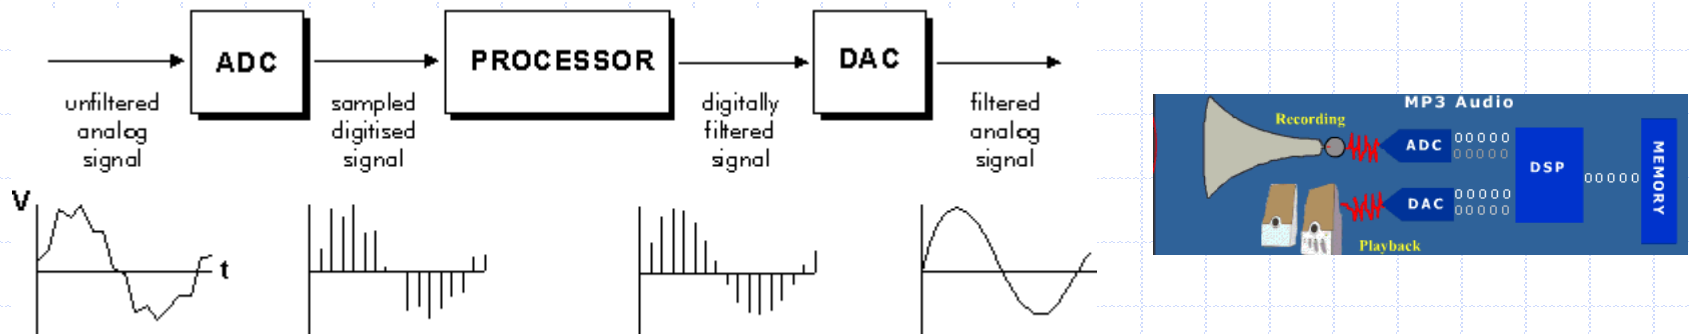 ADC
PROCESSOR
DAC
unfiltered
analog
signal
sampled
digitised
signal
digitally
filtered
signal
filtered
analog
signal
V
t
MP3 Audio
Recording
ADC
00000
00000
DSP
00000
MEMORY
DAC
00000
00000
Playback